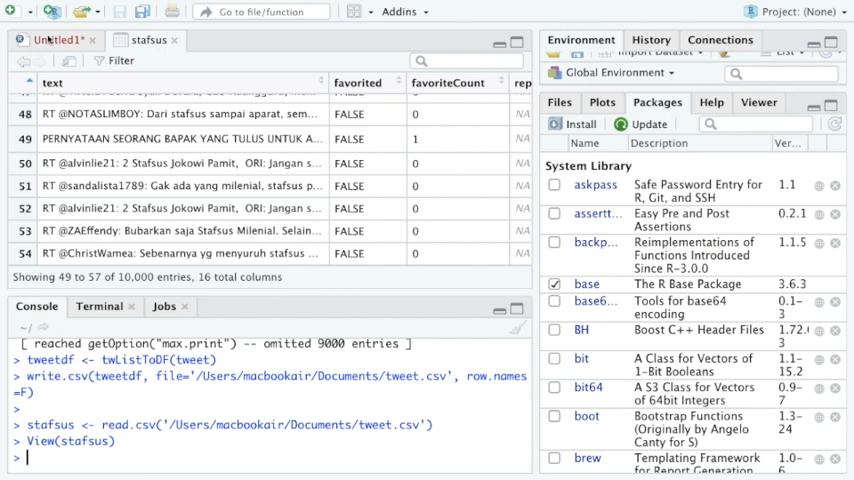 Go to file/function
Addins
Project: (None)
Untitled1*
stafsus
Filter
text favorited favoriteCount rep
48 RT @NOTASLIMBOY: Dari stafsus sampai aparat, sem... FALSE 0 NA
49 PERNYATAAN SEORANG BAPAK YANG TULUS UNTUK A... FALSE 1 NA
50 RT @alvinlie21: 2 Stafsus Jokowi Pamit, ORI: Jangan s... FALSE 0 NA
51 RT @sandalista1789: Gak ada yang milenial, stafsus p... FALSE 0 NA
52 RT @alvinlie21: 2 Stafsus Jokowi Pamit, ORI: Jangan s... FALSE 0 NA
53 RT @ZAEffendy: Bubarkan saja Stafsus Milenial. Selain... FALSE 0 NA
54 RT @ChristWamea: Sebenarnya yg menyuruh stafsus ... FALSE 0 NA
Showing 49 to 57 of 10,000 entries, 16 total columns
Console Terminal Jobs
~/
[ reached getOption("max.print") -- omitted 9000 entries ]
> tweetdf <- twListToDF(tweet)
> write.csv(tweetdf, file='/Users/macbookair/Documents/tweet.csv', row.names
=F)
>
> stafsus <- read.csv('/Users/macbookair/Documents/tweet.csv')
> View(stafsus)
>
Environment History Connections
Import Dataset List
Global Environment
Files Plots Packages Help Viewer
Install Update
Name Description Ver...
System Library
askpass Safe Password Entry for 1.1
R, Git, and SSH
assertt... Easy Pre and Post 0.2.1
Assertions
backp... Reimplementations of 1.1.5
Functions Introduced
Since R-3.0.0
base The R Base Package 3.6.3
base6... Tools for base64 0.1-
encoding 3
BH Boost C++ Header Files 1.72.0
3
bit A Class for Vectors of 1.1-
1-Bit Booleans 15.2
bit64 A S3 Class for Vectors 0.9-
of 64bit Integers 7
boot Bootstrap Functions 1.3-
(Originally by Angelo 24
Canty for S)
brew Templating Framework 1.0-
for Report Generation 6